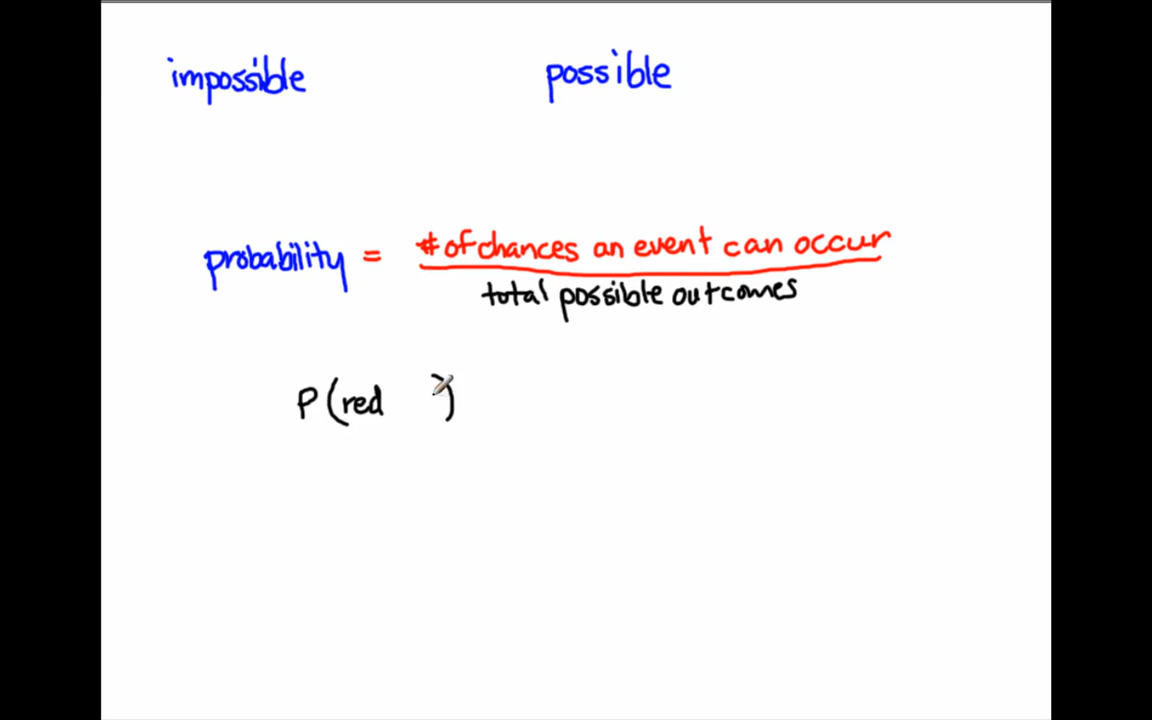 impossible possible
probability = # of chances an event can occur
total possible outcomes
P(red )